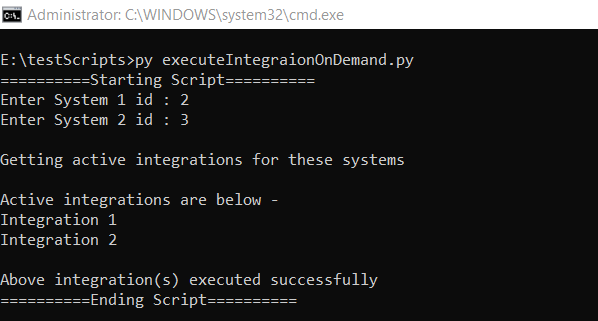 C:\. Administrator: C:\WINDOWS\system32\cmd.exe
E:\testScripts>py executeIntegraionOnDemand.py
==========Starting Script==========
Enter System 1 id : 2
Enter System 2 id : 3
Getting active integrations for these systems
Active integrations are below -
Integration 1
Integration 2
Above integration(s) executed successfully
==========Ending Script==========